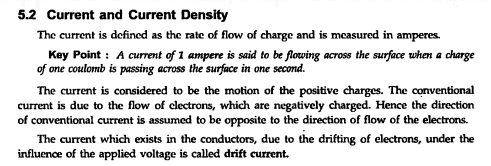 5.2 Current and Current Density
The current is defined as the rate of flow of charge and is measured in amperes.
Key Point : A current of 1 ampere is said to be flowing across the surface when a charge
of one coulomb is passing across the surface in one second.
The current is considered to be the motion of the positive charges. The conventional
current is due to the flow of electrons, which are negatively charged. Hence the direction
of conventional current is assumed to be opposite to the direction of flow of the electrons.
The current which exists in the conductors, due to the drifting of electrons, under the
influence of the applied voltage is called drift current.